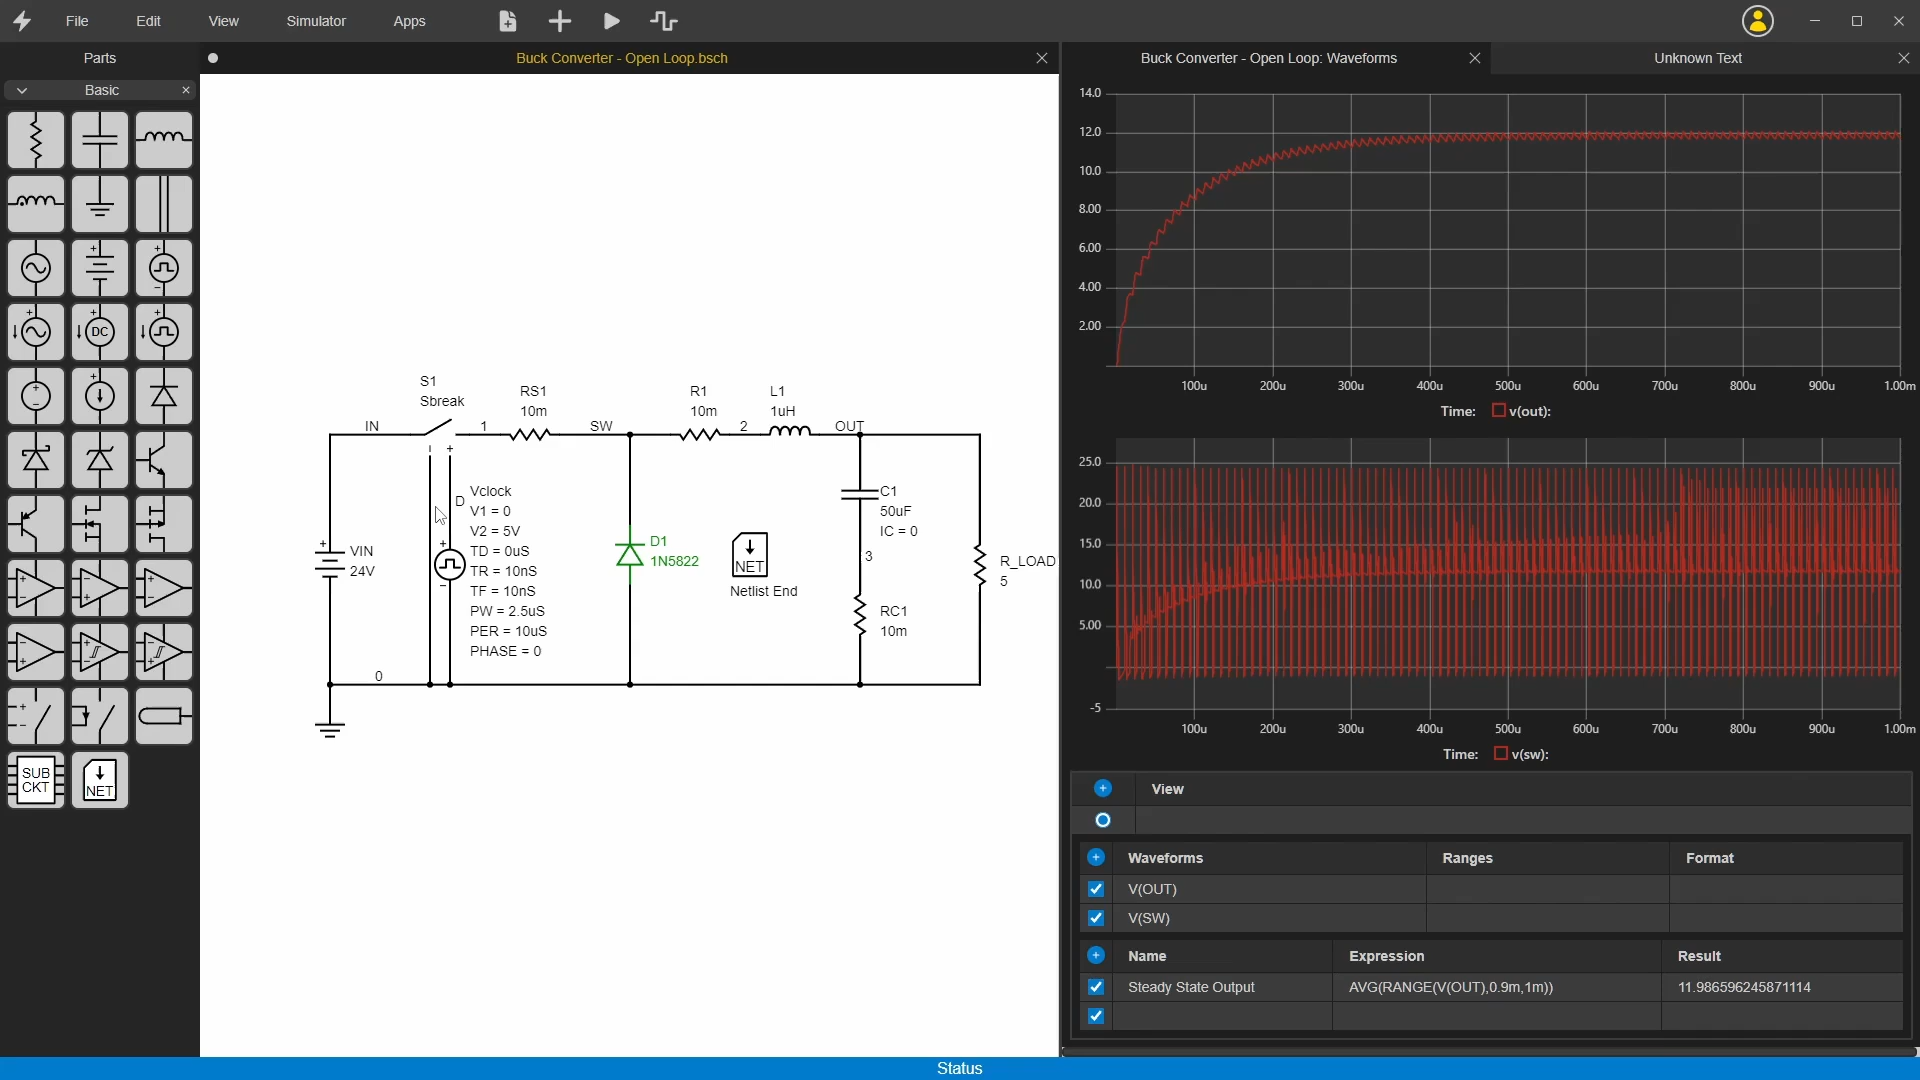 File Edit View Simulator Apps
Parts
Basic
Buck Converter - Open Loop.bsch
Buck Converter - Open Loop: Waveforms
Unknown Text
DC
SUB
CKT
NET
S1
Sbreak
RS1
10m
R1
10m
L1
1uH
IN
1
SW
2
OUT
VIN
24V
D
Vclock
V1 = 0
V2 = 5V
TD = 0uS
TR = 10nS
TF = 10nS
PW = 2.5uS
PER = 10uS
PHASE = 0
D1
1N5822
NET
Netlist End
C1
50uF
IC = 0
3
RC1
10m
R_LOAD
5
0
14.0
12.0
10.0
8.00
6.00
4.00
2.00
100u 200u 300u 400u 500u 600u 700u 800u 900u 1.00m
Time: v(out):
25.0
20.0
15.0
10.0
5.00
-5
100u 200u 300u 400u 500u 600u 700u 800u 900u 1.00m
Time: v(sw):
View
Waveforms Ranges Format
V(OUT)
V(SW)
Name Expression Result
Steady State Output AVG(RANGE(V(OUT),0.9m,1m)) 11.986596245871114
Status